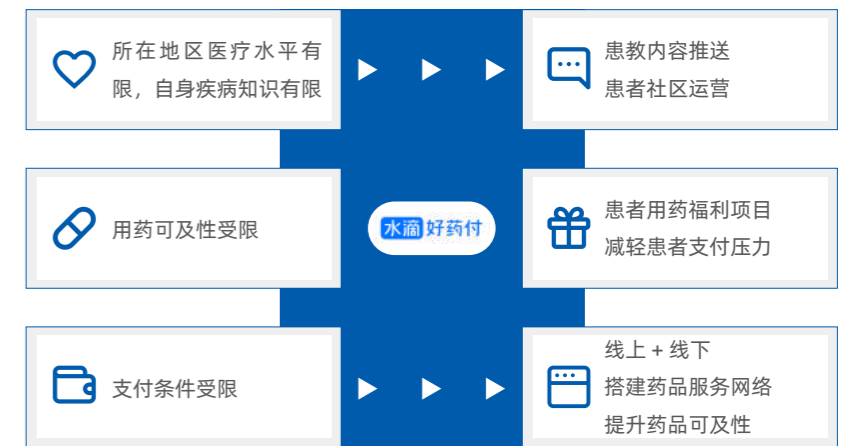 所在地区医疗水平有
限，自身疾病知识有限
患教内容推送
患者社区运营
用药可及性受限
水滴好药付
患者用药福利项目
减轻患者支付压力
支付条件受限
线上 + 线下
搭建药品服务网络
提升药品可及性